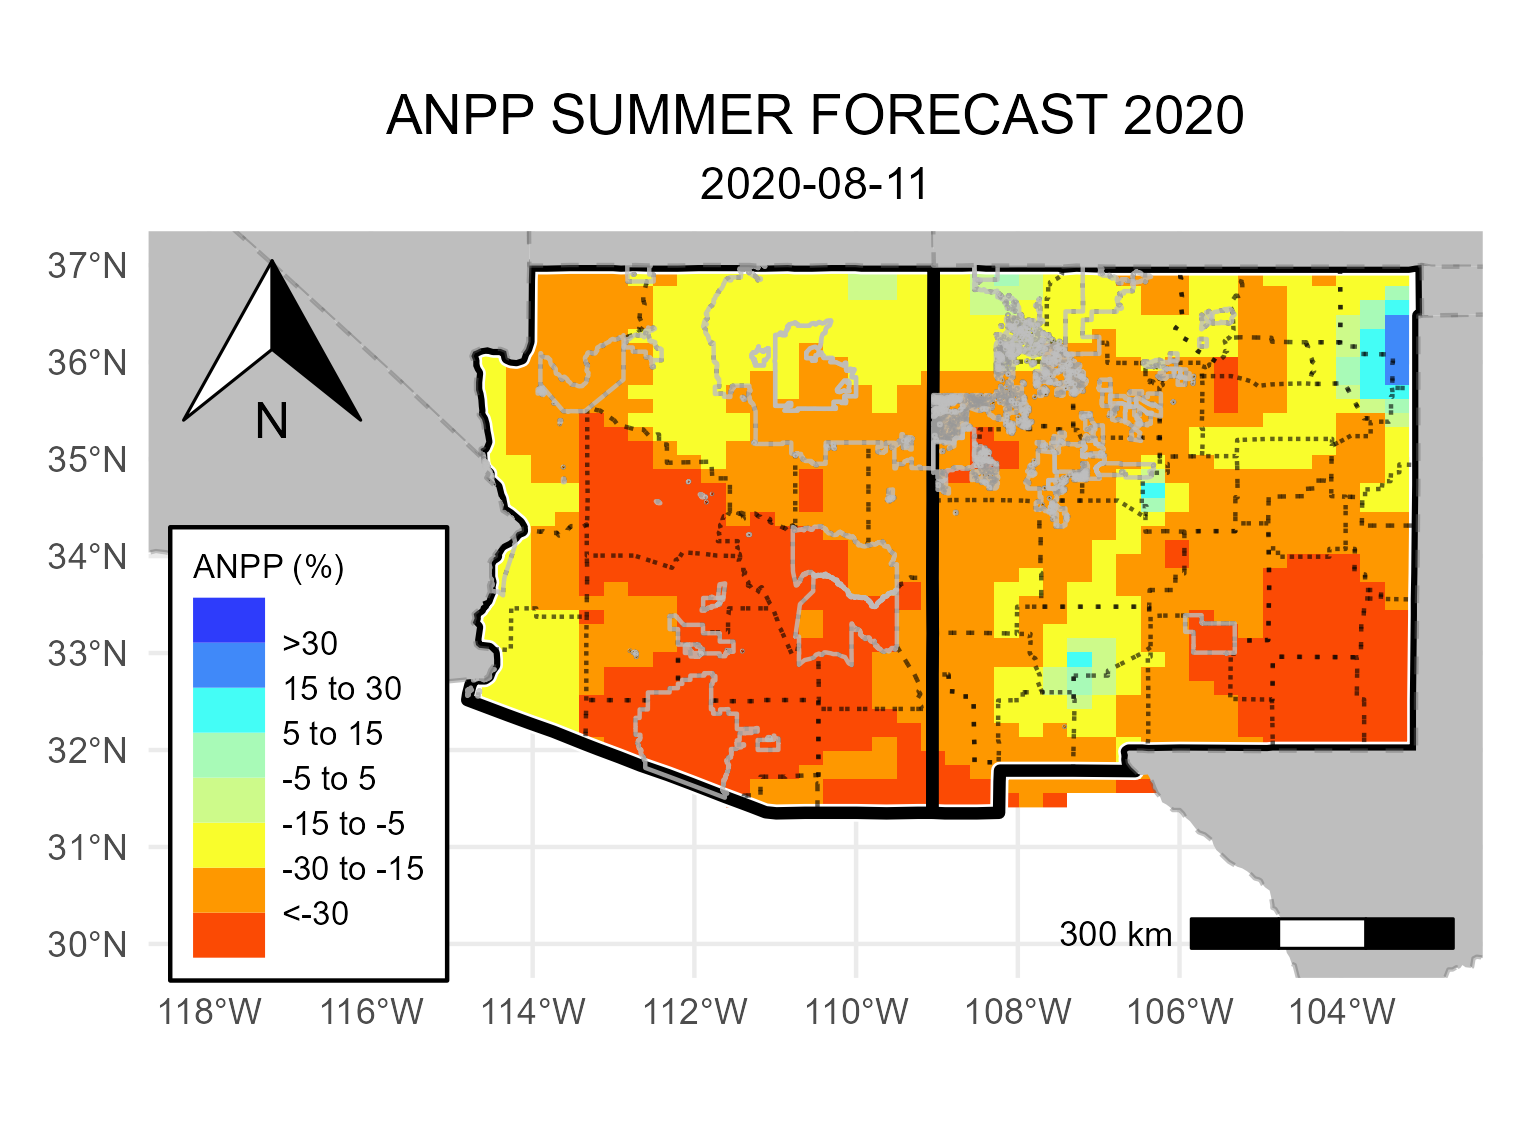 ANPP SUMMER FORECAST 2020
2020-08-11
37°N
36°N
35°N
34°N
33°N
32°N
31°N
30°N
N
ANPP (%)
>30
15 to 30
5 to 15
-5 to 5
-15 to -5
-30 to -15
<-30
300 km
118°W 116°W 114°W 112°W 110°W 108°W 106°W 104°W